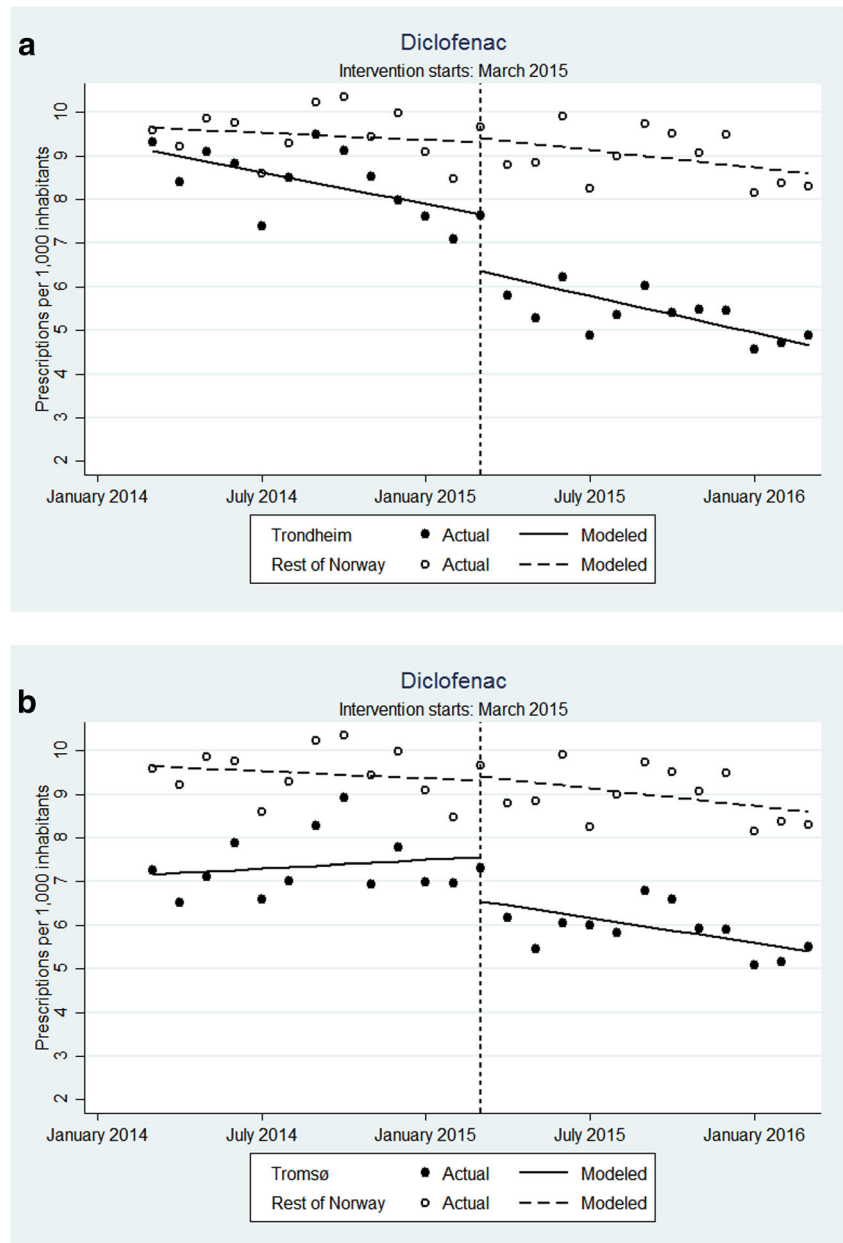 a
Diclofenac
Intervention starts: March 2015
Prescriptions per 1,000 inhabitants
10
9
8
7
6
5
4
3
2
January 2014 July 2014 January 2015 July 2015 January 2016
Trondheim Actual Modeled
Rest of Norway Actual Modeled
b
Diclofenac
Intervention starts: March 2015
Prescriptions per 1,000 inhabitants
10
9
8
7
6
5
4
3
2
January 2014 July 2014 January 2015 July 2015 January 2016
Tromsø Actual Modeled
Rest of Norway Actual Modeled